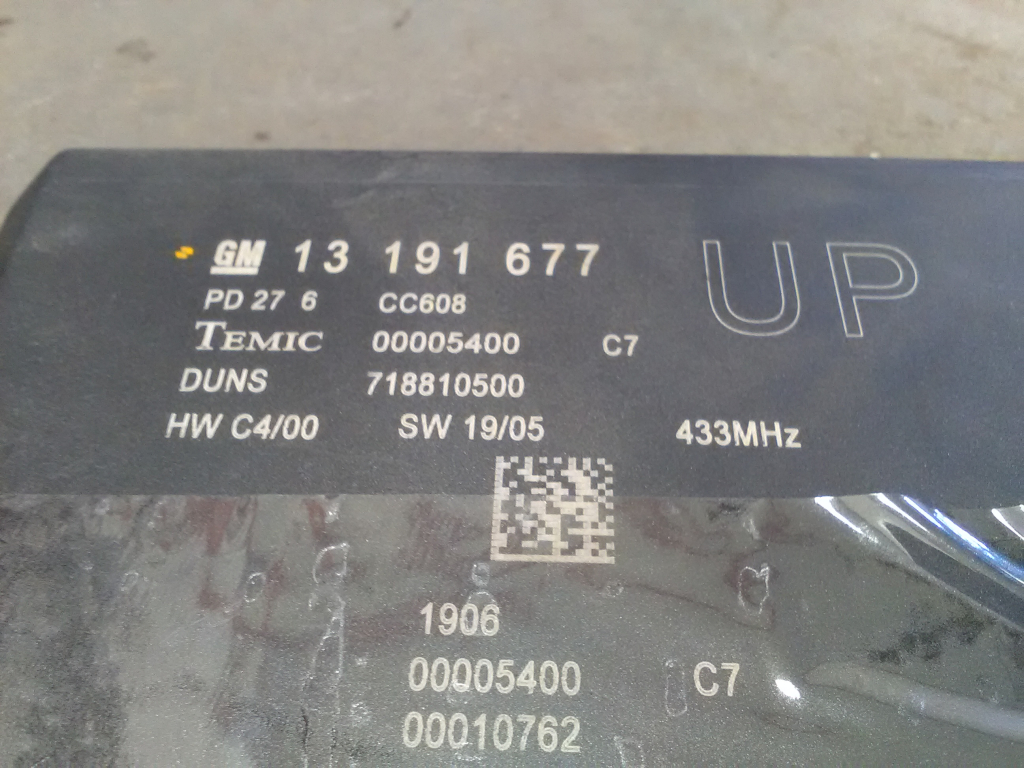 GM 13 191 677
UP
PD 27 6 CC608
TEMIC 00005400 C7
DUNS 718810500
HW C4/00 SW 19/05 433MHz
1906
00005400 C7
00010762